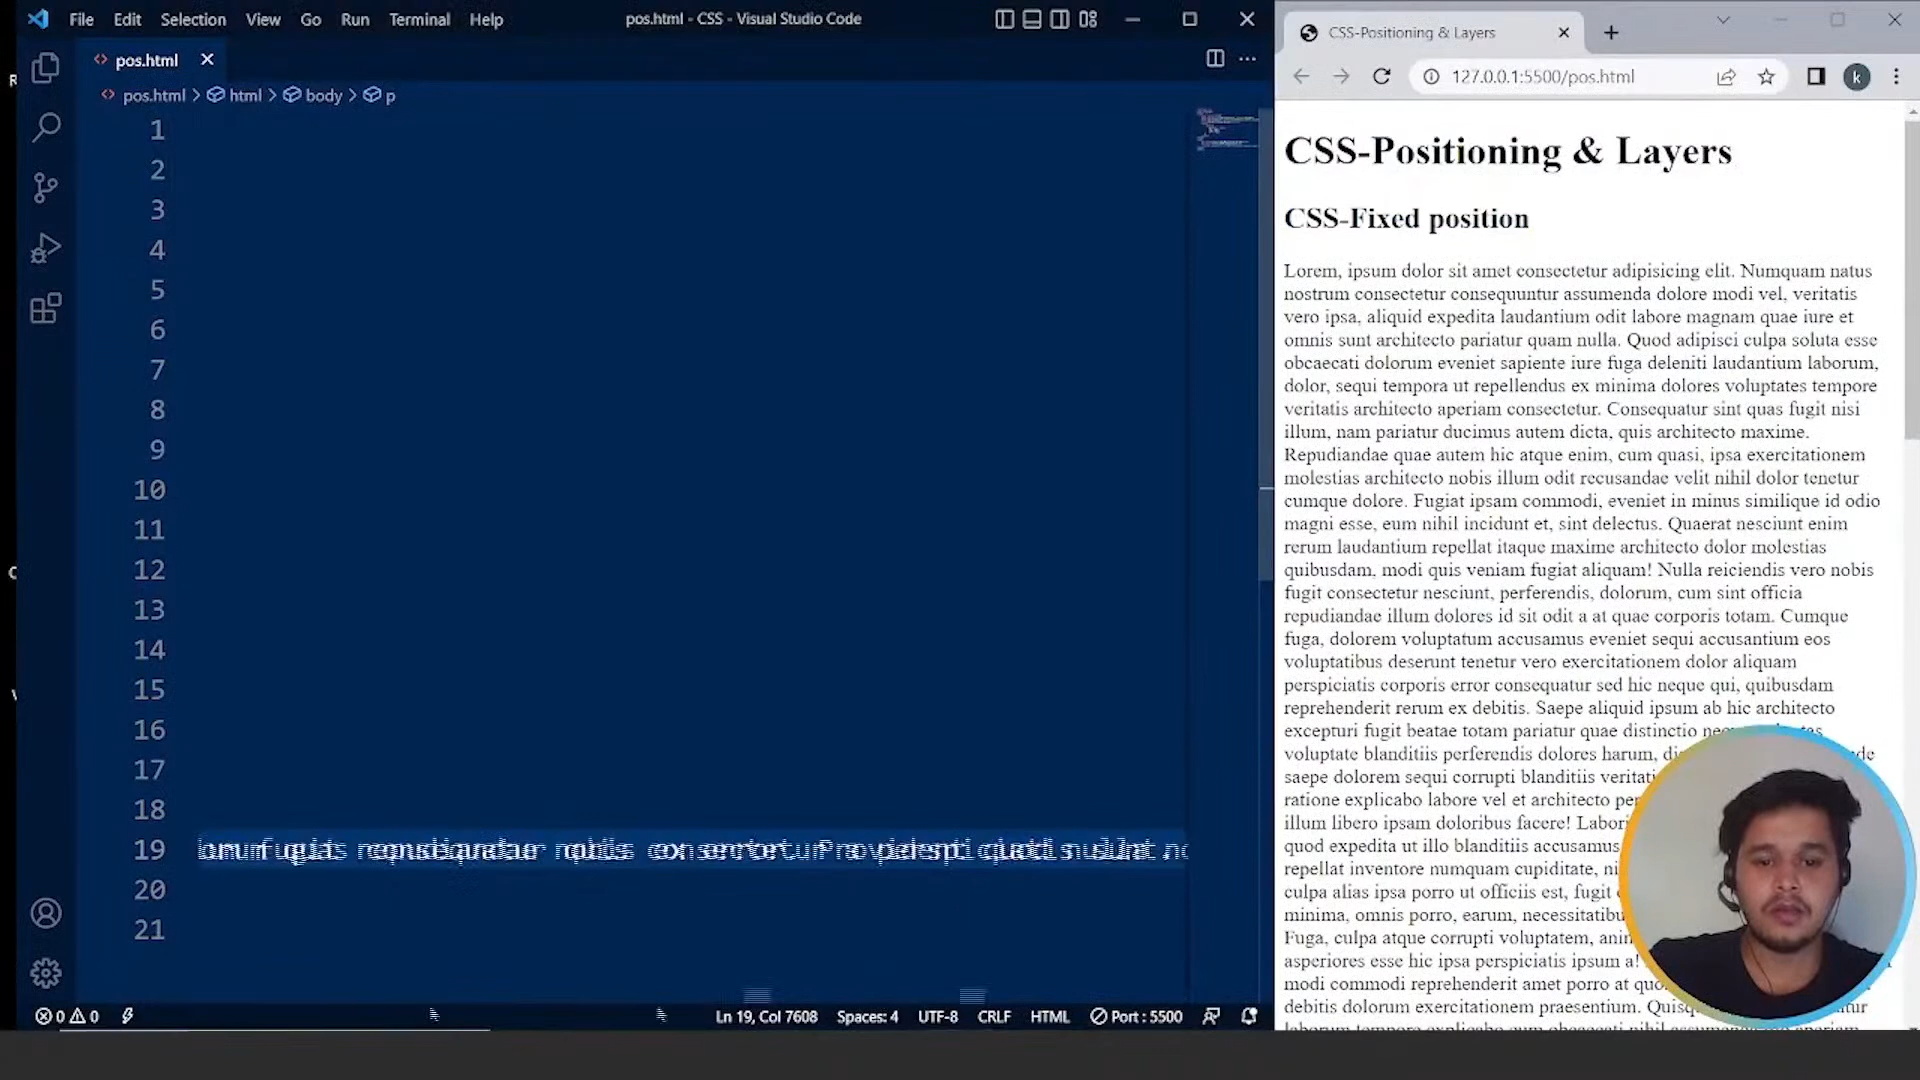 File Edit Selection View Go Run Terminal Help
pos.html - CSS - Visual Studio Code
pos.html
pos.html > html > body > p
1
2
3
4
5
6
7
8
9
10
11
12
13
14
15
16
17
18
19
20
21
0 0
Ln 19, Col 7608 Spaces: 4 UTF-8 CRLF HTML Port : 5500
CSS-Positioning & Layers
127.0.0.1:5500/pos.html
k
CSS-Positioning & Layers
CSS-Fixed position
Lorem, ipsum dolor sit amet consectetur adipisicing elit. Numquam natus
nostrum consectetur consequuntur assumenda dolore modi vel, veritatis
vero ipsa, aliquid expedita laudantium odit labore magnam quae iure et
omnis sunt architecto pariatur quam nulla. Quod adipisci culpa soluta esse
obcaecati dolorum eveniet sapiente iure fuga deleniti laudantium laborum,
dolor, sequi tempora ut repellendus ex minima dolores voluptates tempore
veritatis architecto aperiam consectetur. Consequatur sint quas fugit nisi
illum, nam pariatur ducimus autem dicta, quis architecto maxime.
Repudiandae quae autem hic atque enim, cum quasi, ipsa exercitationem
molestias architecto nobis illum odit recusandae velit nihil dolor tenetur
cumque dolore. Fugiat ipsam commodi, eveniet in minus similique id odio
magni esse, eum nihil incidunt et, sint delectus. Quaerat nesciunt enim
rerum laudantium repellat itaque maxime architecto dolor molestias
quibusdam, modi quis veniam fugiat aliquam! Nulla reiciendis vero nobis
fugit consectetur nesciunt, perferendis, dolorum, cum sint officia
repudiandae illum dolores id sit odit a at quae corporis totam. Cumque
fuga, dolorem voluptatum accusamus eveniet sequi accusantium eos
voluptatibus deserunt tenetur vero exercitationem dolor aliquam
perspiciatis corporis error consequatur sed hic neque qui, quibusdam
reprehenderit rerum ex debitis. Saepe aliquid ipsum ab hic architecto
excepturi fugit beatae totam pariatur quae distinctio
voluptate blanditiis perferendis dolores harum,
saepe dolorem sequi corrupti blanditiis
ratione explicabo labore vel et architecto
illum libero ipsam doloribus facere!
quod expedita ut illo blanditiis accusamus
repellat inventore numquam cupiditate,
culpa alias ipsa porro ut officiis est, fugit
minima, omnis porro, earum,
Fuga, culpa atque corrupti voluptatem,
asperiores esse hic ipsa perspiciatis ipsum a!
modi commodi reprehenderit amet porro at
debitis dolorum exercitationem praesentium.